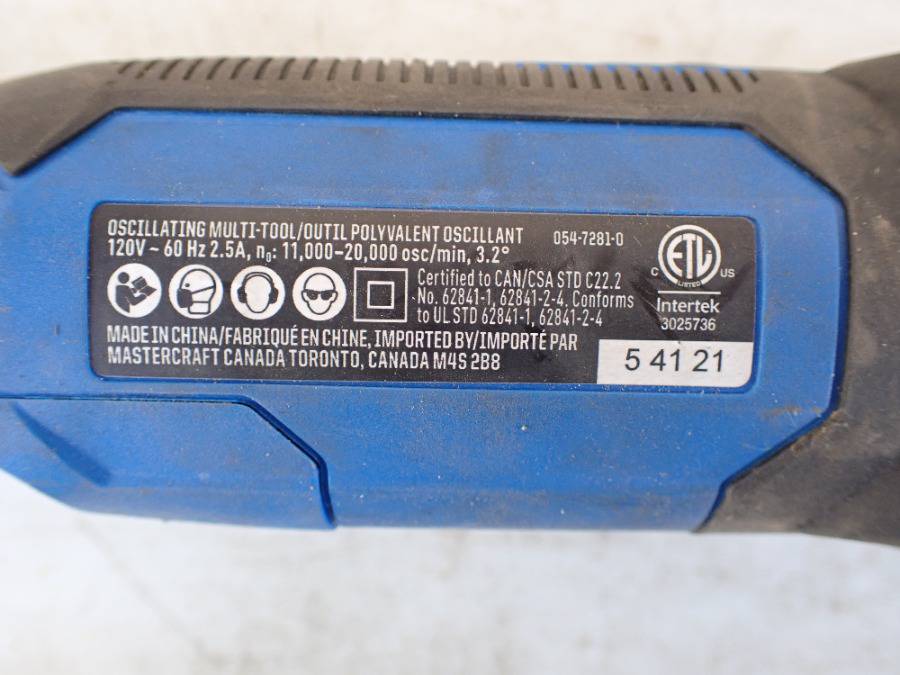 OSCILLATING MULTI-TOOL/OUTIL POLYVALENT OSCILLANT 054-7281-0
120V ~ 60 Hz 2.5A, n₀: 11,000–20,000 osc/min, 3.2°
Certified to CAN/CSA STD C22.2
No. 62841-1, 62841-2-4. Conforms
to UL STD 62841-1, 62841-2-4
C ETL US
LISTED
Intertek
3025736
MADE IN CHINA/FABRIQUÉ EN CHINE, IMPORTED BY/IMPORTÉ PAR
MASTERCRAFT CANADA TORONTO, CANADA M4S 2B8
5 41 21